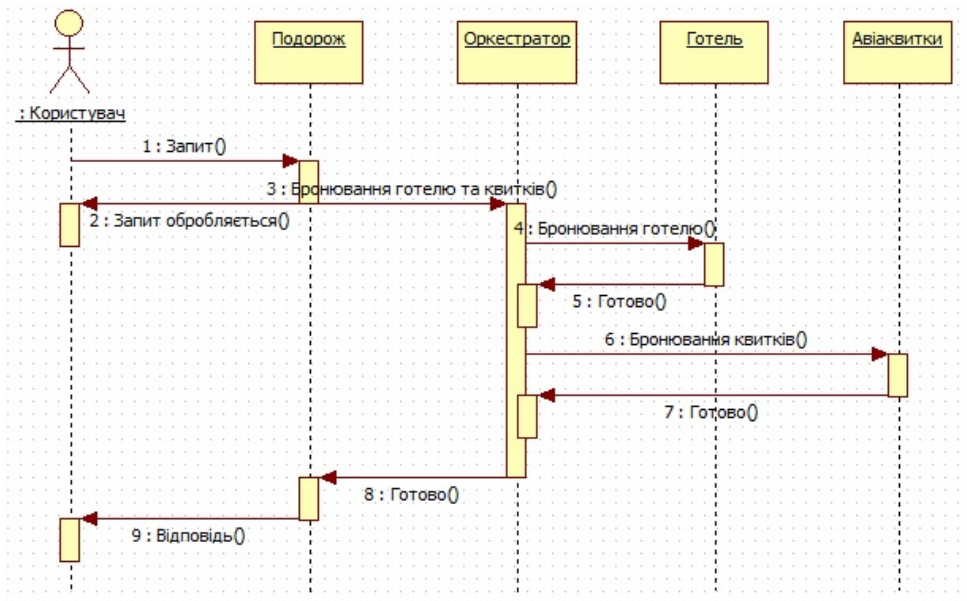 Подорож
Оркестратор
Готель
Авіаквитки
: Користувач
1 : Запит()
3 : Бронювання готелю та квитків()
2 : Запит обробляється()
4 : Бронювання готелю()
5 : Готово()
6 : Бронювання квитків()
7 : Готово()
8 : Готово()
9 : Відповідь()